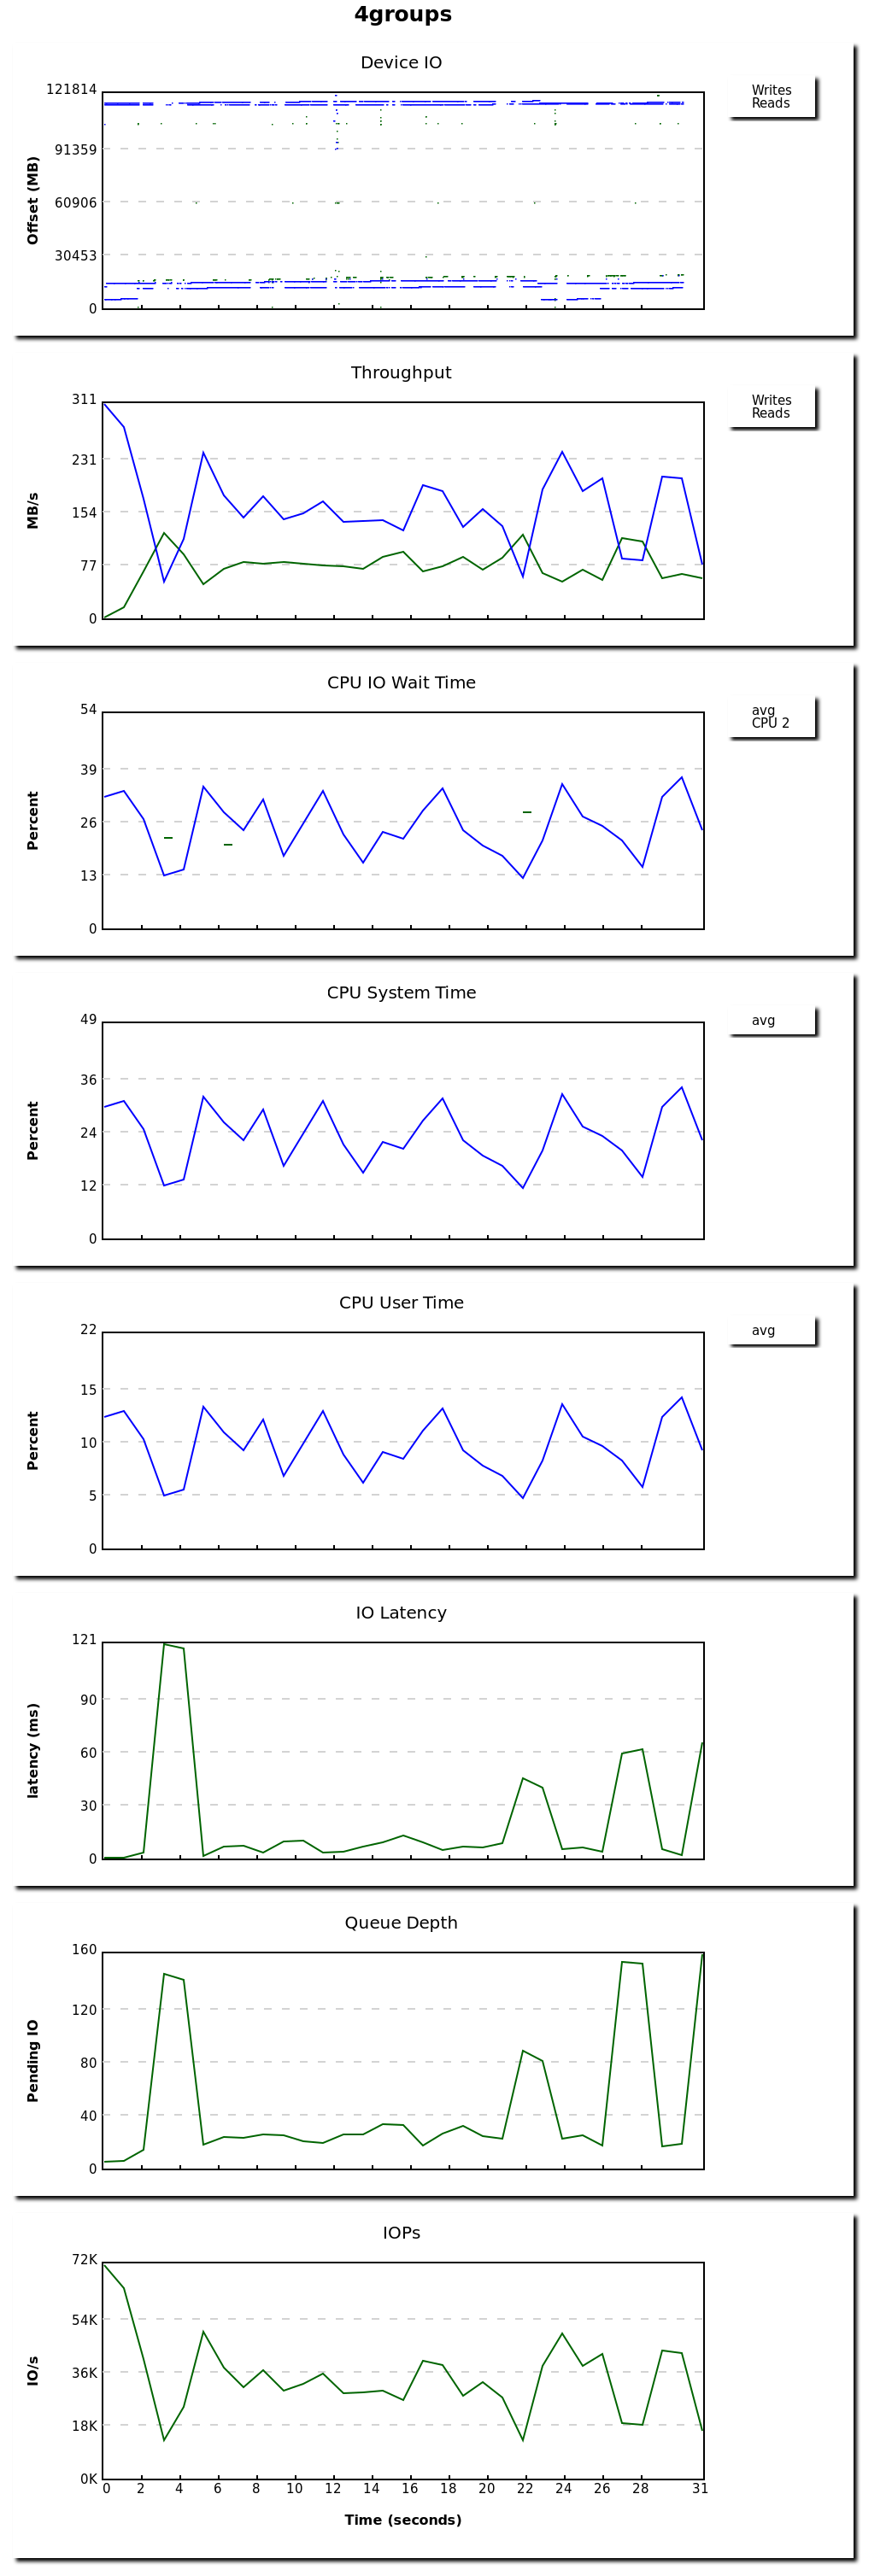 4groups
Device IO
121814
91359
60906
30453
0
Offset (MB)
Writes
Reads
Throughput
311
231
154
77
0
MB/s
Writes
Reads
CPU IO Wait Time
54
39
26
13
0
Percent
avg
CPU 2
CPU System Time
49
36
24
12
0
Percent
avg
CPU User Time
22
15
10
5
0
Percent
avg
IO Latency
121
90
60
30
0
latency (ms)
Queue Depth
160
120
80
40
0
Pending IO
IOPs
72K
54K
36K
18K
0K
IO/s
0 2 4 6 8 10 12 14 16 18 20 22 24 26 28 31
Time (seconds)